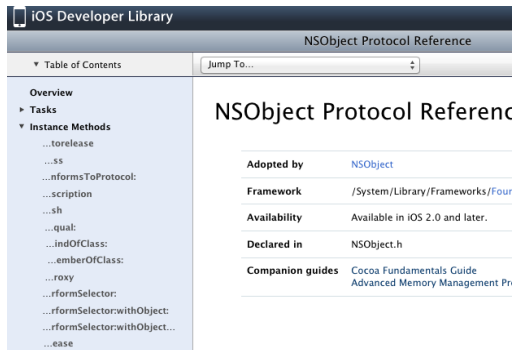 iOS Developer Library
NSObject Protocol Reference
Table of Contents
Jump To...
Overview
Tasks
Instance Methods
...torelease
...ss
...nformsToProtocol:
...scription
...sh
...qual:
...indOfClass:
...emberOfClass:
...roxy
...rformSelector:
...rformSelector:withObject:
...rformSelector:withObject...
...ease
NSObject Protocol Referenc
Adopted by NSObject
Framework /System/Library/Frameworks/Four
Availability Available in iOS 2.0 and later.
Declared in NSObject.h
Companion guides Cocoa Fundamentals Guide
Advanced Memory Management Pr